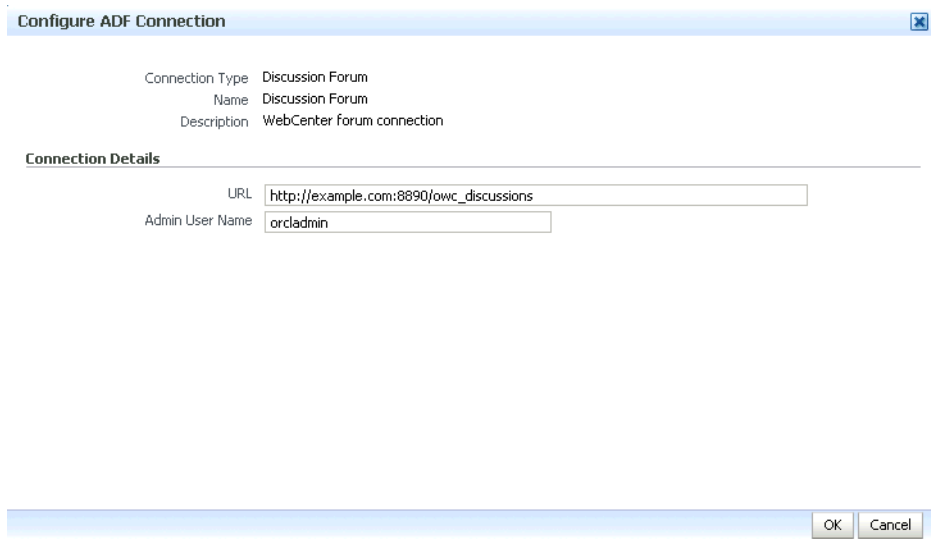 Configure ADF Connection
Connection Type Discussion Forum
Name Discussion Forum
Description WebCenter forum connection
Connection Details
URL http://example.com:8890/owc_discussions
Admin User Name orcladmin
OK Cancel